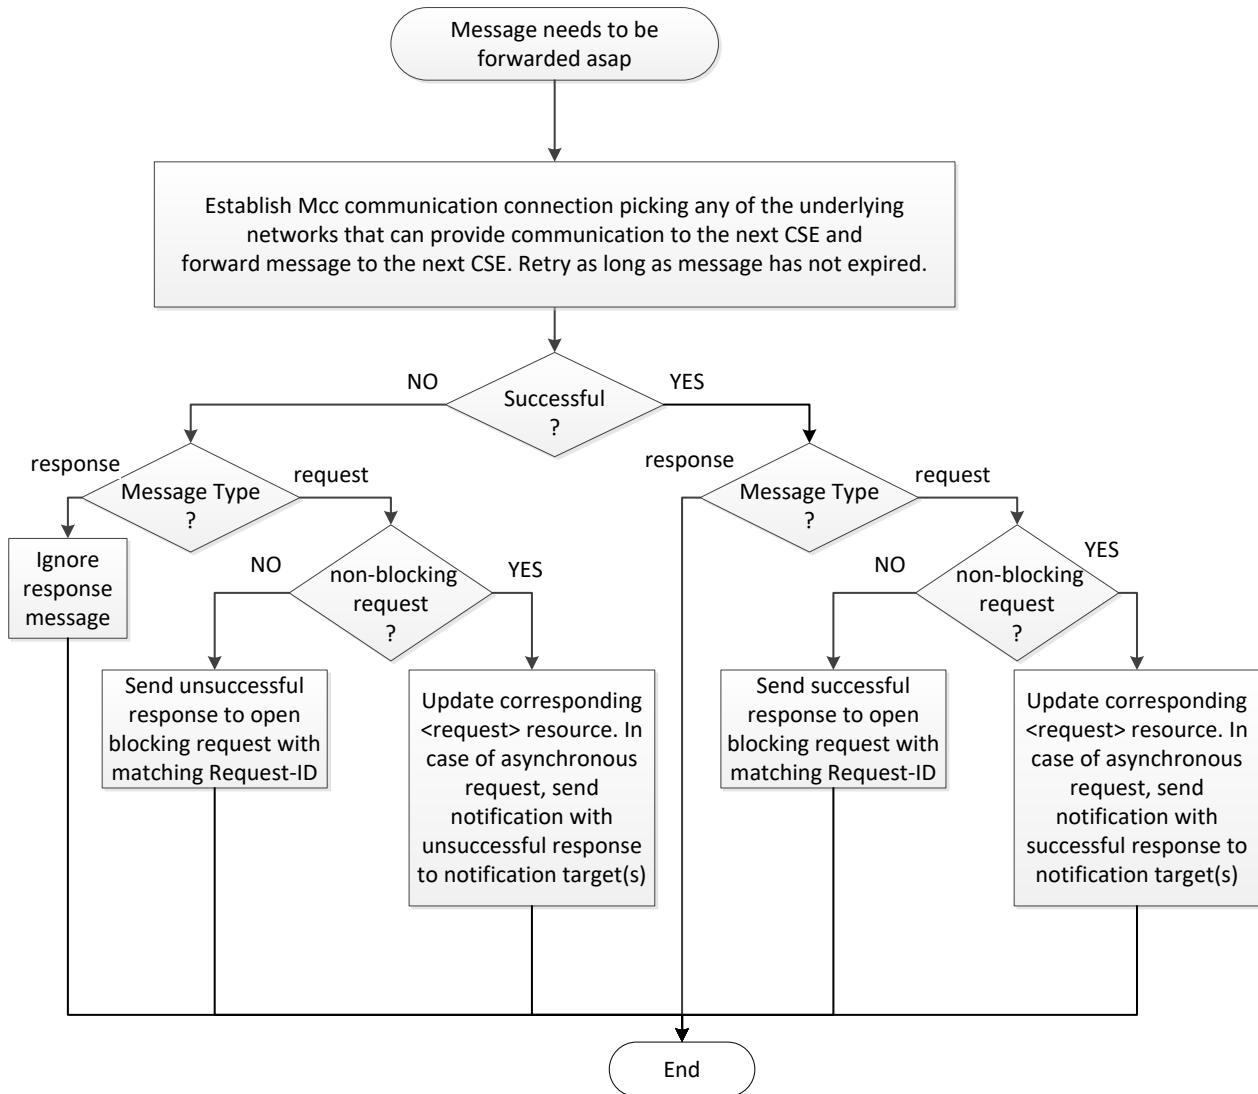 Message needs to be
forwarded asap
Establish Mcc communication connection picking any of the underlying
networks that can provide communication to the next CSE and
forward message to the next CSE. Retry as long as message has not expired.
NO
YES
Successful
?
response
request
Message Type
?
response
request
Message Type
?
Ignore
response
message
NO
YES
non-blocking
request
?
NO
YES
non-blocking
request
?
Send unsuccessful
response to open
blocking request with
matching Request-ID
Update corresponding
<request> resource. In
case of asynchronous
request, send
notification with
unsuccessful response
to notification target(s)
Send successful
response to open
blocking request with
matching Request-ID
Update corresponding
<request> resource. In
case of asynchronous
request, send
notification with
successful response to
notification target(s)
End